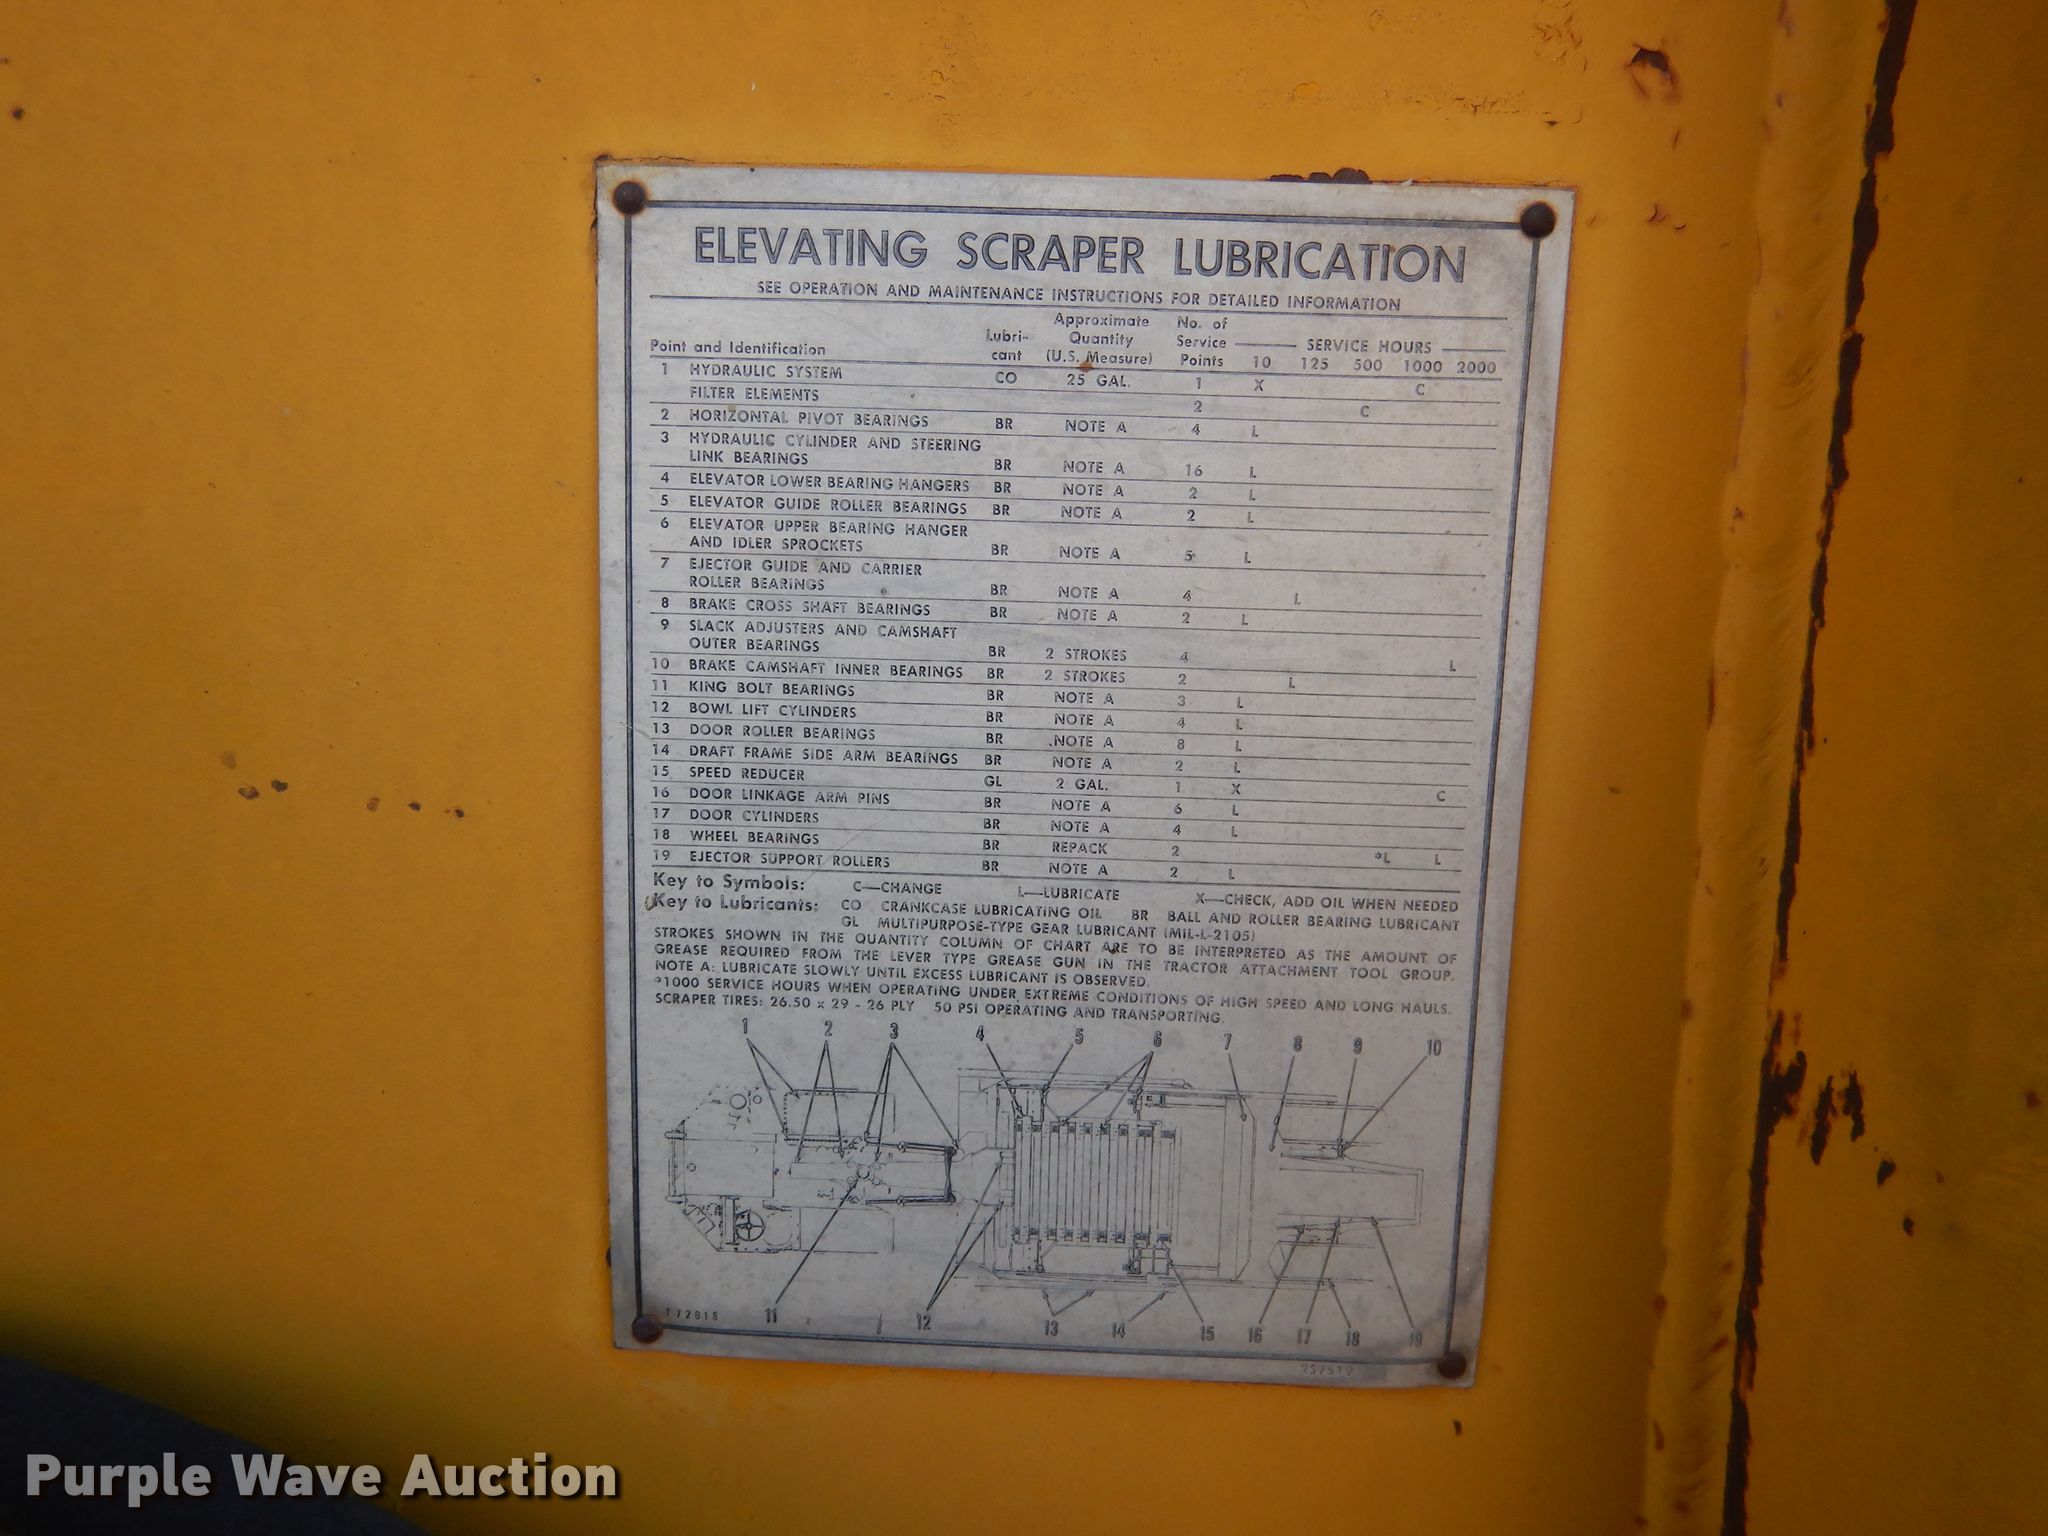 ELEVATING SCRAPER LUBRICATION
SEE OPERATION AND MAINTENANCE INSTRUCTIONS FOR DETAILED INFORMATION
Point and Identification Lubri-cant Approximate Quantity (U.S. Measure) No. of Service Points SERVICE HOURS 10 125 500 1000 2000
1 HYDRAULIC SYSTEM CO 25 GAL. 1 X C
FILTER ELEMENTS 2 C
2 HORIZONTAL PIVOT BEARINGS BR NOTE A 4 L
3 HYDRAULIC CYLINDER AND STEERING
LINK BEARINGS BR NOTE A 16 L
4 ELEVATOR LOWER BEARING HANGERS BR NOTE A 2 L
5 ELEVATOR GUIDE ROLLER BEARINGS BR NOTE A 2 L
6 ELEVATOR UPPER BEARING HANGER
AND IDLER SPROCKETS BR NOTE A 5 L
7 EJECTOR GUIDE AND CARRIER
ROLLER BEARINGS BR NOTE A 4 L
8 BRAKE CROSS SHAFT BEARINGS BR NOTE A 2 L
9 SLACK ADJUSTERS AND CAMSHAFT
OUTER BEARINGS BR 2 STROKES 4 L
10 BRAKE CAMSHAFT INNER BEARINGS BR 2 STROKES 2 L
11 KING BOLT BEARINGS BR NOTE A 3 L
12 BOWL LIFT CYLINDERS BR NOTE A 4 L
13 DOOR ROLLER BEARINGS BR NOTE A 8 L
14 DRAFT FRAME SIDE ARM BEARINGS BR NOTE A 2 L
15 SPEED REDUCER GL 2 GAL. 1 X C
16 DOOR LINKAGE ARM PINS BR NOTE A 6 L
17 DOOR CYLINDERS BR NOTE A 4 L
18 WHEEL BEARINGS BR REPACK 2 *L L
19 EJECTOR SUPPORT ROLLERS BR NOTE A 2 L
Key to Symbols: C—CHANGE L—LUBRICATE X—CHECK, ADD OIL WHEN NEEDED
Key to Lubricants: CO CRANKCASE LUBRICATING OIL BR BALL AND ROLLER BEARING LUBRICANT
GL MULTIPURPOSE-TYPE GEAR LUBRICANT (MIL-L-2105)
STROKES SHOWN IN THE QUANTITY COLUMN OF CHART ARE TO BE INTERPRETED AS THE AMOUNT OF
GREASE REQUIRED FROM THE LEVER TYPE GREASE GUN IN THE TRACTOR ATTACHMENT TOOL GROUP.
NOTE A: LUBRICATE SLOWLY UNTIL EXCESS LUBRICANT IS OBSERVED.
*1000 SERVICE HOURS WHEN OPERATING UNDER EXTREME CONDITIONS OF HIGH SPEED AND LONG HAULS.
SCRAPER TIRES: 26.50 x 29 - 26 PLY 50 PSI OPERATING AND TRANSPORTING.
1 2 3 4 5 6 7 8 9 10
11 12 13 14 15 16 17 18 19
Purple Wave Auction